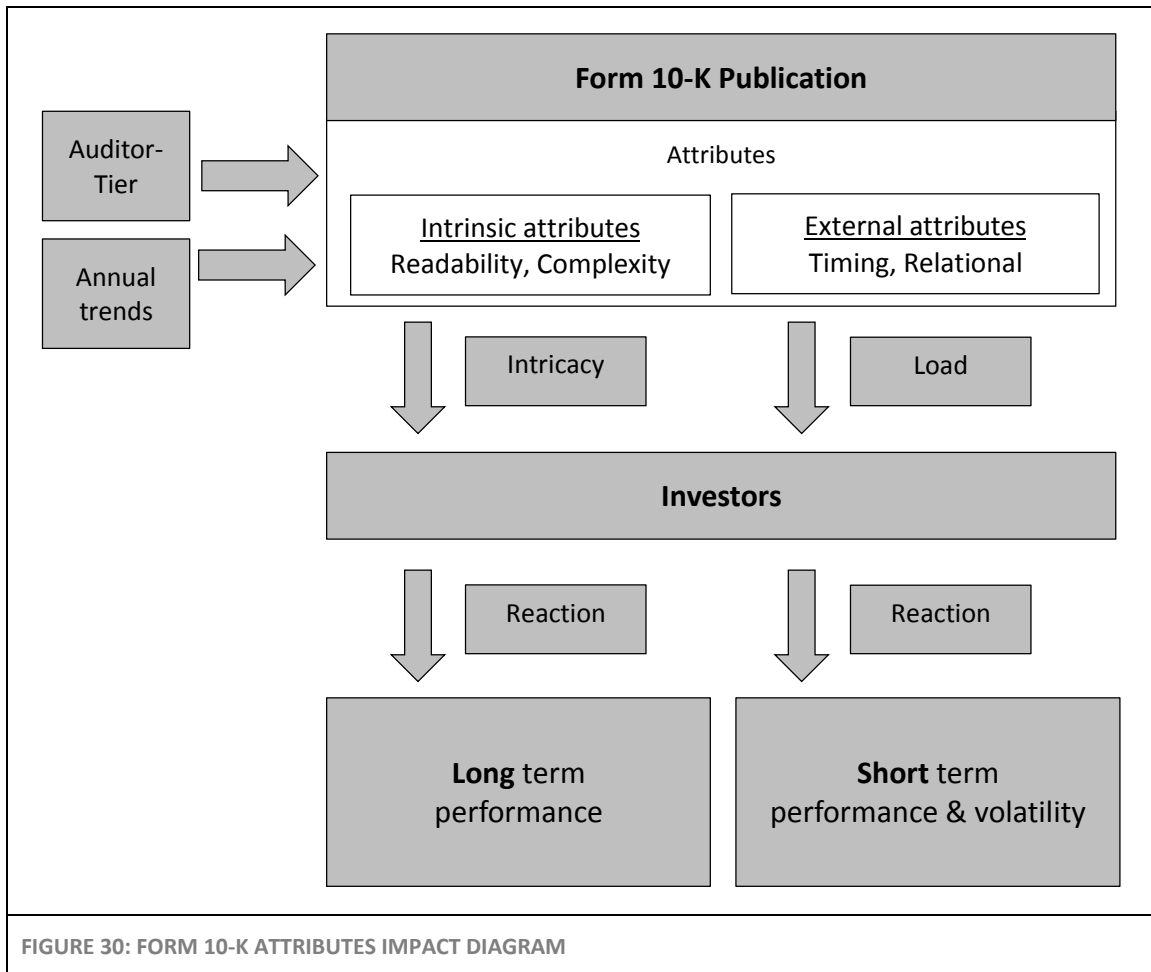 Form 10-K Publication
Auditor-
Tier
Annual
trends
Attributes
Intrinsic attributes
Readability, Complexity
External attributes
Timing, Relational
Intricacy
Load
Investors
Reaction
Reaction
Long term
performance
Short term
performance & volatility
FIGURE 30: FORM 10-K ATTRIBUTES IMPACT DIAGRAM